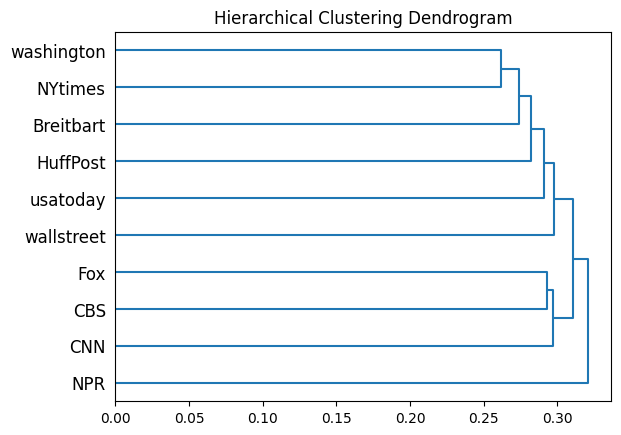 Hierarchical Clustering Dendrogram
washington
NYtimes
Breitbart
HuffPost
usatoday
wallstreet
Fox
CBS
CNN
NPR
0.00 0.05 0.10 0.15 0.20 0.25 0.30